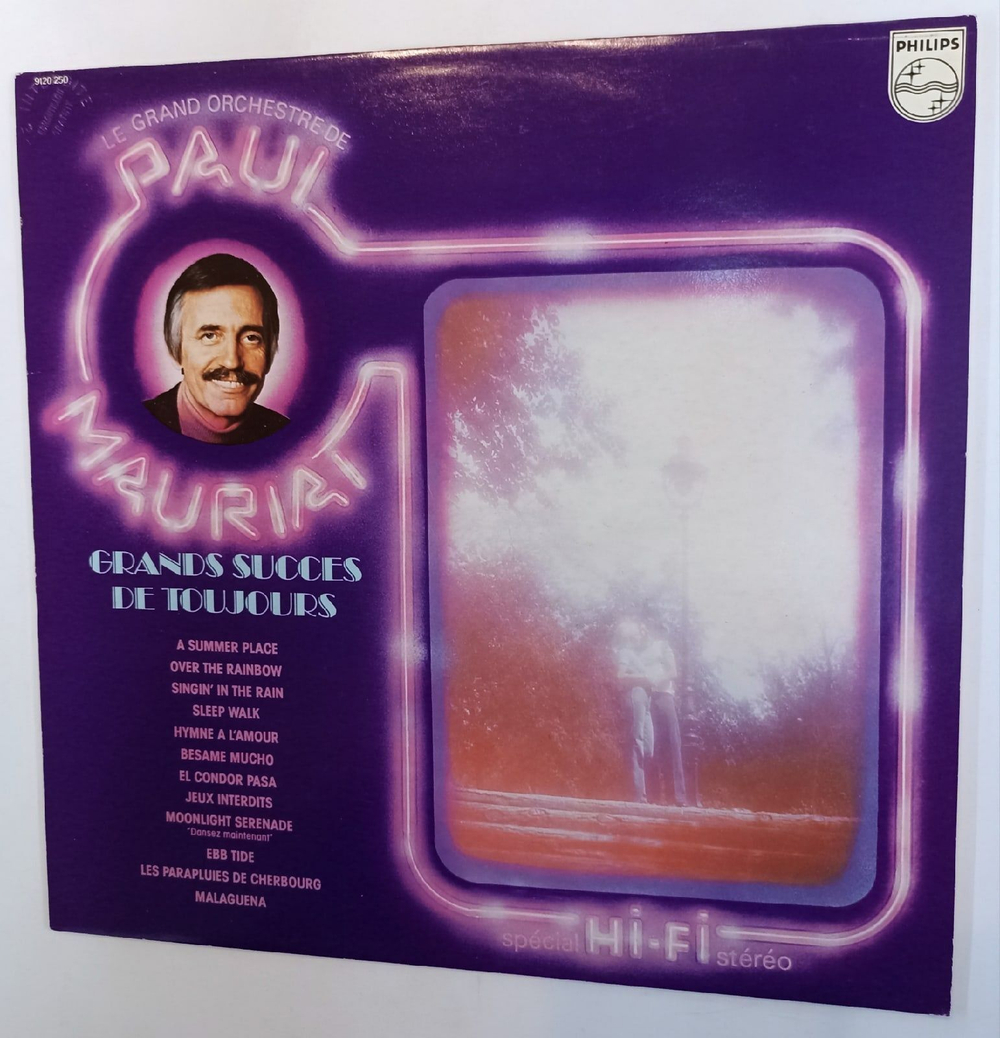 9120 250
PHILIPS
LE GRAND ORCHESTRE DE
PAUL
MAURIAT
GRANDS SUCCES
DE TOUJOURS
A SUMMER PLACE
OVER THE RAINBOW
SINGIN' IN THE RAIN
SLEEP WALK
HYMNE A L'AMOUR
BESAME MUCHO
EL CONDOR PASA
JEUX INTERDITS
MOONLIGHT SERENADE
"Dansez maintenant"
EBB TIDE
LES PARAPLUIES DE CHERBOURG
MALAGUENA
spécial Hi-Fi stéréo